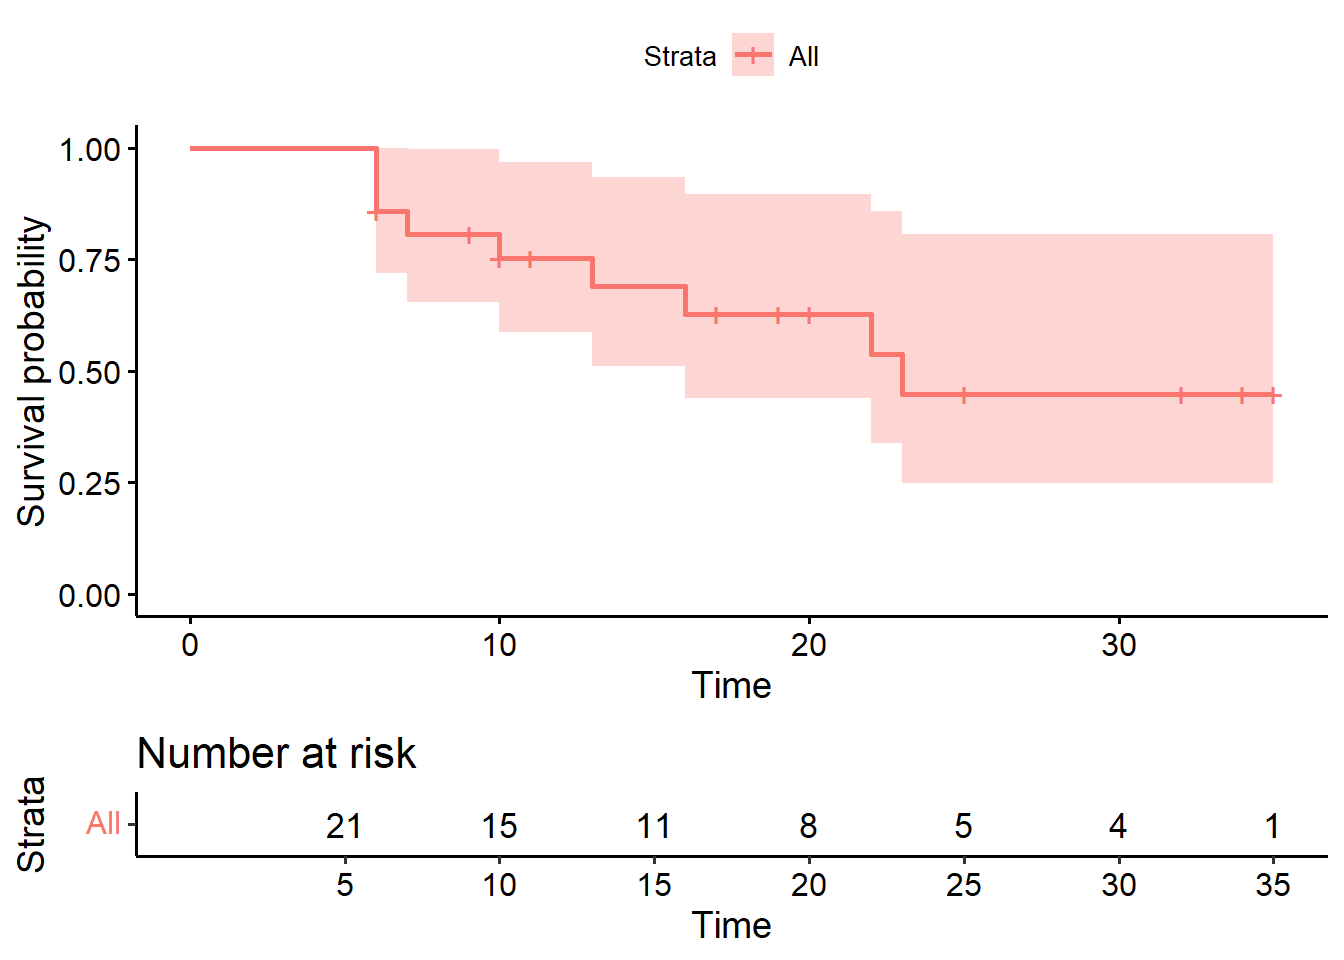 Strata All
Survival probability
1.00
0.75
0.50
0.25
0.00
0 10 20 30
Time
Number at risk
Strata
All 21 15 11 8 5 4 1
5 10 15 20 25 30 35
Time